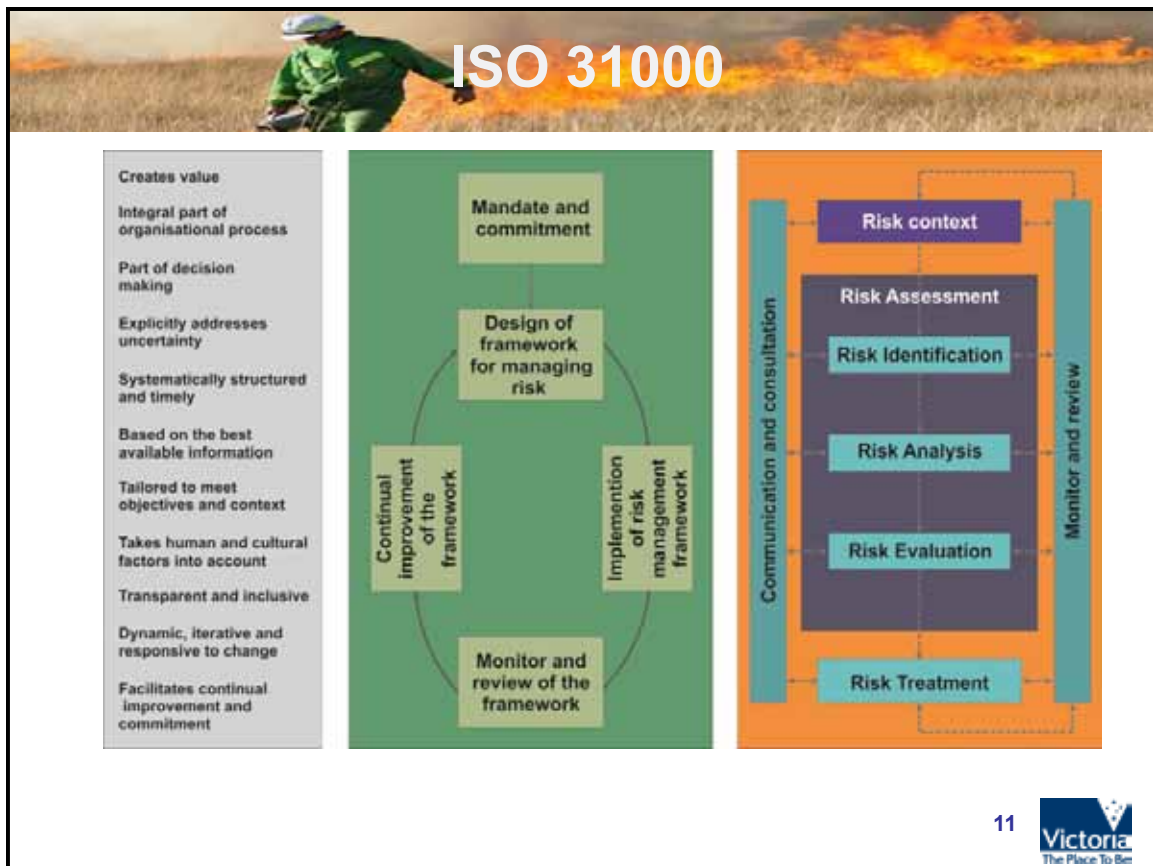 ISO 31000
Creates value
Integral part of
organisational process
Part of decision
making
Explicitly addresses
uncertainty
Systematically structured
and timely
Based on the best
available information
Tailored to meet
objectives and context
Takes human and cultural
factors into account
Transparent and inclusive
Dynamic, iterative and
responsive to change
Facilitates continual
improvement and
commitment
Mandate and
commitment
Design of
framework
for managing
risk
Continual
improvement
of the
framework
Implemention
of risk
management
framework
Monitor and
review of the
framework
Communication and consultation
Risk context
Risk Assessment
Risk Identification
Risk Analysis
Risk Evaluation
Risk Treatment
Monitor and review
11
Victoria
The Place To Be